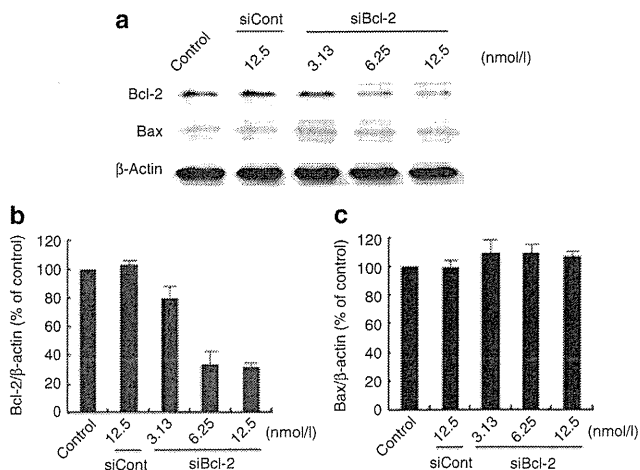 a
siCont siBcl-2
Control 12.5 3.13 6.25 12.5 (nmol/l)
Bcl-2
Bax
β-Actin
b
Bcl-2/β-actin (% of control)
120
100
80
60
40
20
0
Control 12.5 3.13 6.25 12.5 (nmol/l)
siCont siBcl-2
c
Bax/β-actin (% of control)
120
100
80
60
40
20
0
Control 12.5 3.13 6.25 12.5 (nmol/l)
siCont siBcl-2